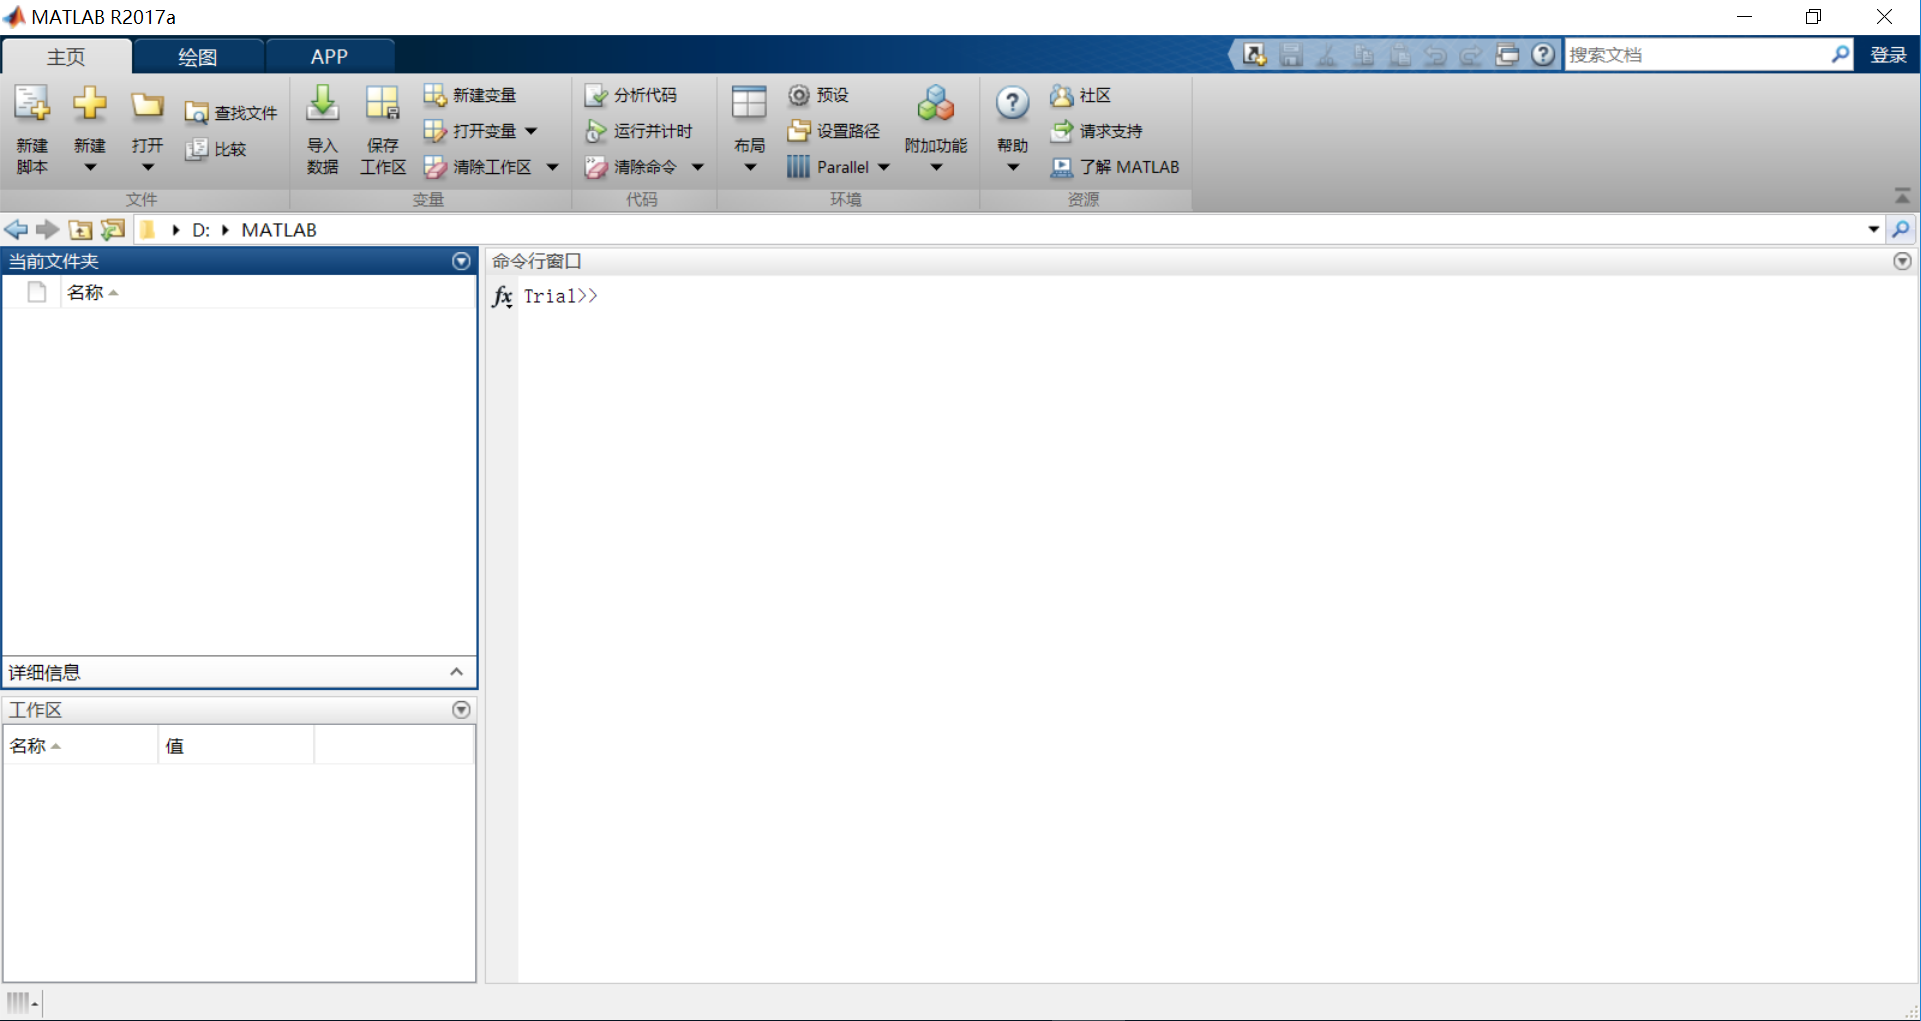 MATLAB R2017a
主页 绘图 APP
搜索文档 登录
新建脚本 新建 打开 查找文件 比较
文件
导入数据 保存工作区 新建变量 打开变量 清除工作区
变量
分析代码 运行并计时 清除命令
代码
布局 预设 设置路径 Parallel 附加功能
环境
帮助 社区 请求支持 了解 MATLAB
资源
D: MATLAB
当前文件夹
名称
详细信息
工作区
名称 值
命令行窗口
fx Trial>>